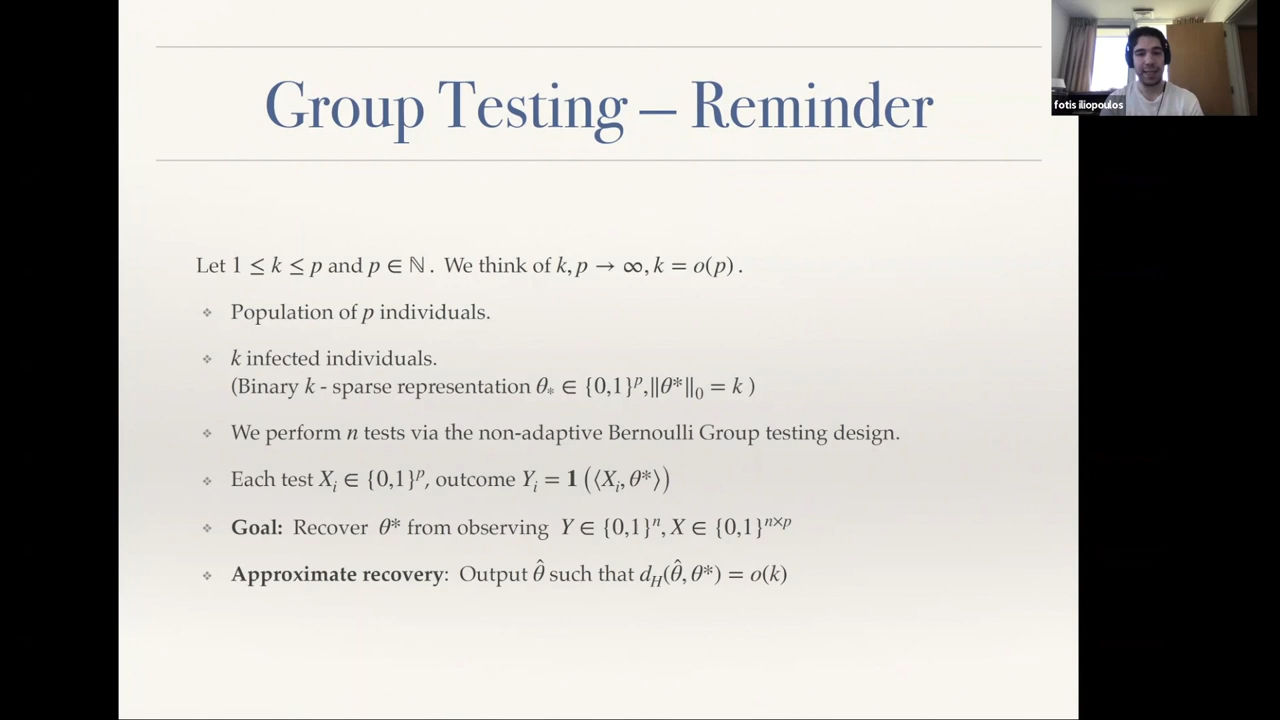 Group Testing — Reminder
fotis iliopoulos
Let 1 ≤ k ≤ p and p ∈ ℕ. We think of k, p → ∞, k = o(p).
❖ Population of p individuals.
❖ k infected individuals.
(Binary k - sparse representation θ_* ∈ {0,1}^p, ‖θ*‖_0 = k )
❖ We perform n tests via the non-adaptive Bernoulli Group testing design.
❖ Each test X_i ∈ {0,1}^p, outcome Y_i = 1 (⟨X_i, θ*⟩)
❖ Goal: Recover θ* from observing Y ∈ {0,1}^n, X ∈ {0,1}^{n×p}
❖ Approximate recovery: Output θ̂ such that d_H(θ̂, θ*) = o(k)